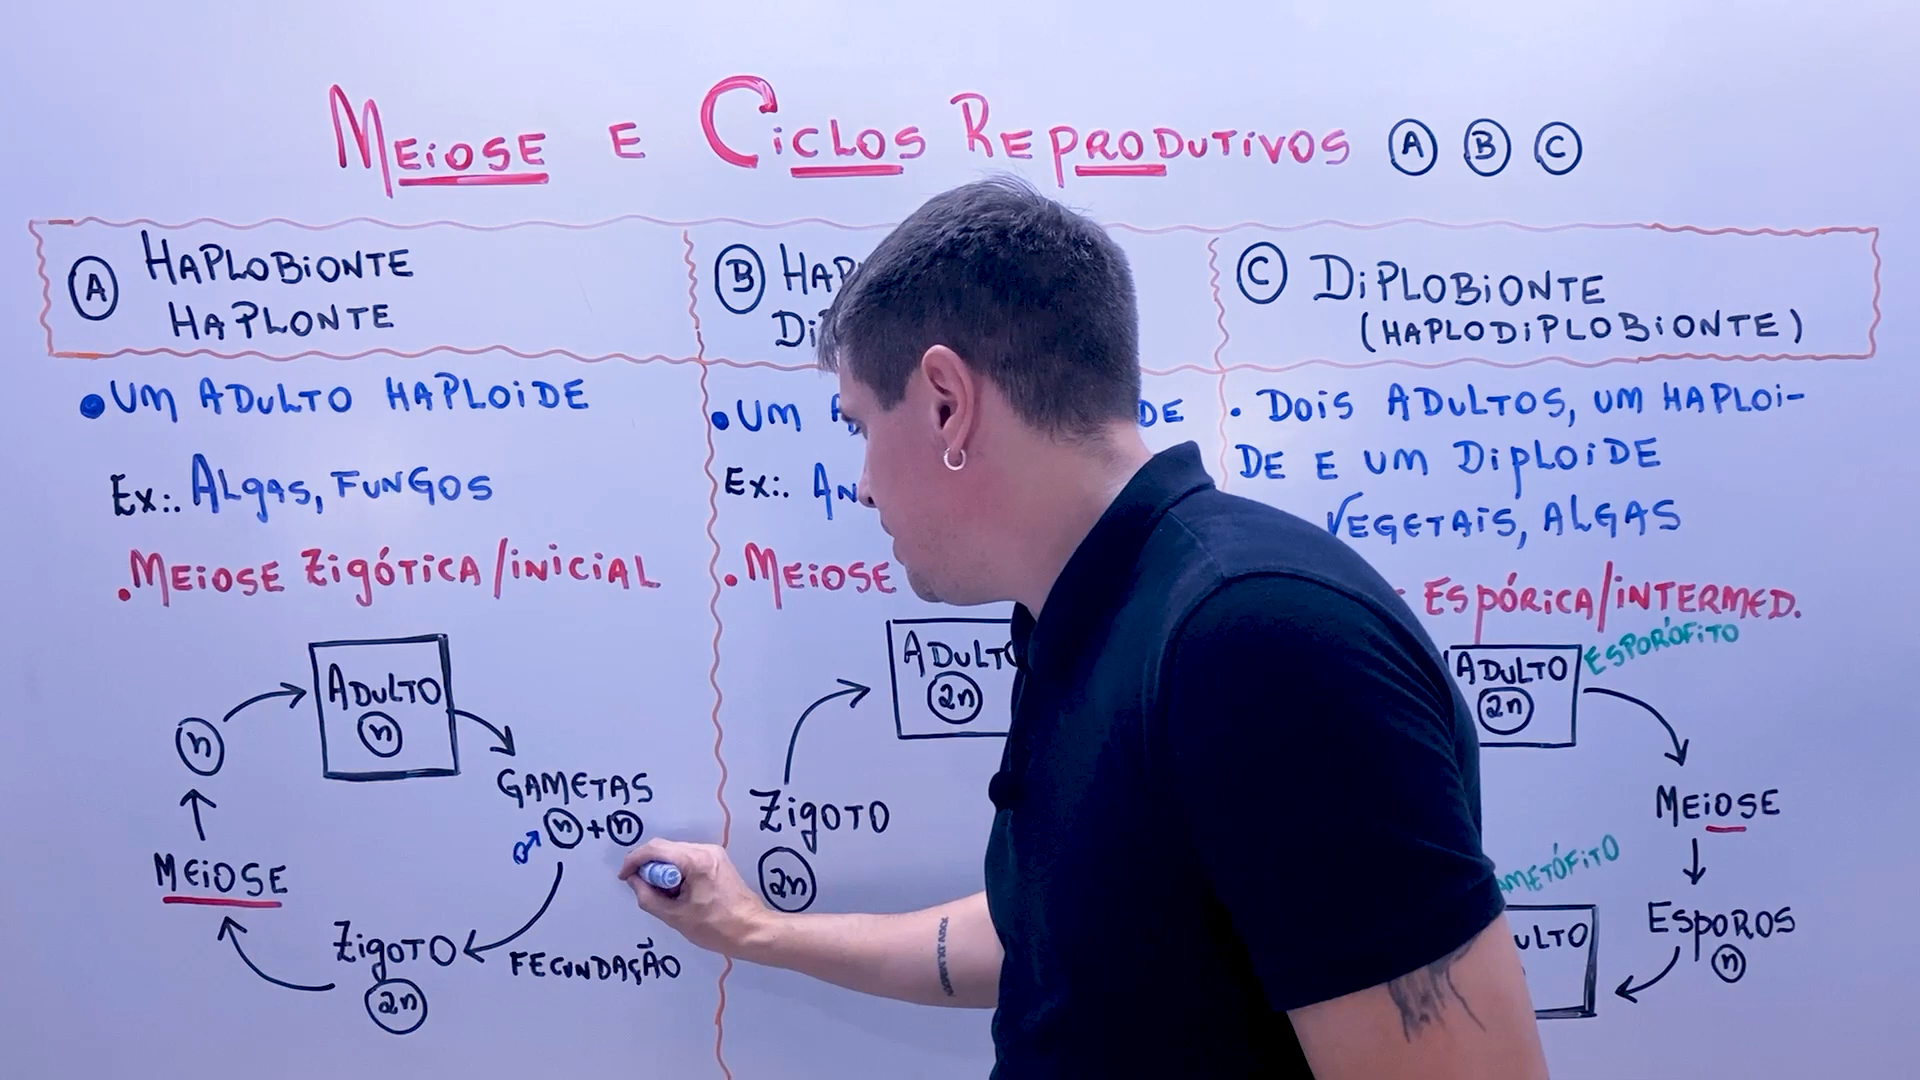 MEIOSE E CICLOS REPRODUTIVOS A B C
A HAPLOBIONTE
HAPLONTE
• UM ADULTO HAPLOIDE
Ex:. ALGAS, FUNGOS
• MEIOSE ZIGÓTICA/INICIAL
ADULTO
n
n
GAMETAS
♂ n + n
MEIOSE
ZIGOTO
2n
FECUNDAÇÃO
B HAP
Di
• UM A DE
Ex:. AN
• MEIOSE
ADULTO
2n
ZIGOTO
2n
C DIPLOBIONTE
(HAPLODIPLOBIONTE)
• DOIS ADULTOS, UM HAPLOI-
DE E UM DIPLOIDE
VEGETAIS, ALGAS
ESPÓRICA/INTERMED.
ESPORÓFITO
ADULTO
2n
MEIOSE
AMETÓFITO
ULTO
ESPOROS
n